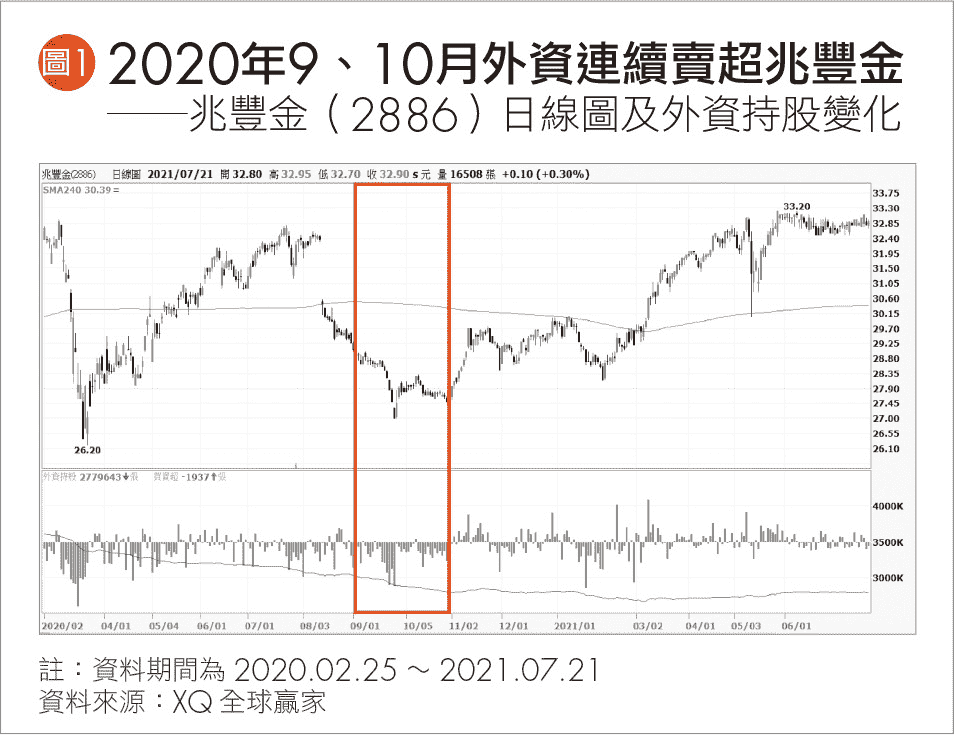 圖1 2020年9、10月外資連續賣超兆豐金
——兆豐金（2886）日線圖及外資持股變化
兆豐金(2886) 日線圖 2021/07/21 開 32.80 高 32.95 低 32.70 收 32.90 s 元 量 16508 張 +0.10 (+0.30%)
SMA240 30.39 =
33.75
33.30
33.20
32.85
32.40
31.95
31.50
31.05
30.60
30.15
29.70
29.25
28.80
28.35
27.90
27.45
27.00
26.55
26.20
26.10
外資持股 2779643↓張 買賣超 -1937↑張
4000K
3500K
3000K
2020/02 04/01 05/04 06/01 07/01 08/03 09/01 10/05 11/02 12/01 2021/01 03/02 04/01 05/03 06/01
註：資料期間為 2020.02.25 ～ 2021.07.21
資料來源：XQ 全球贏家